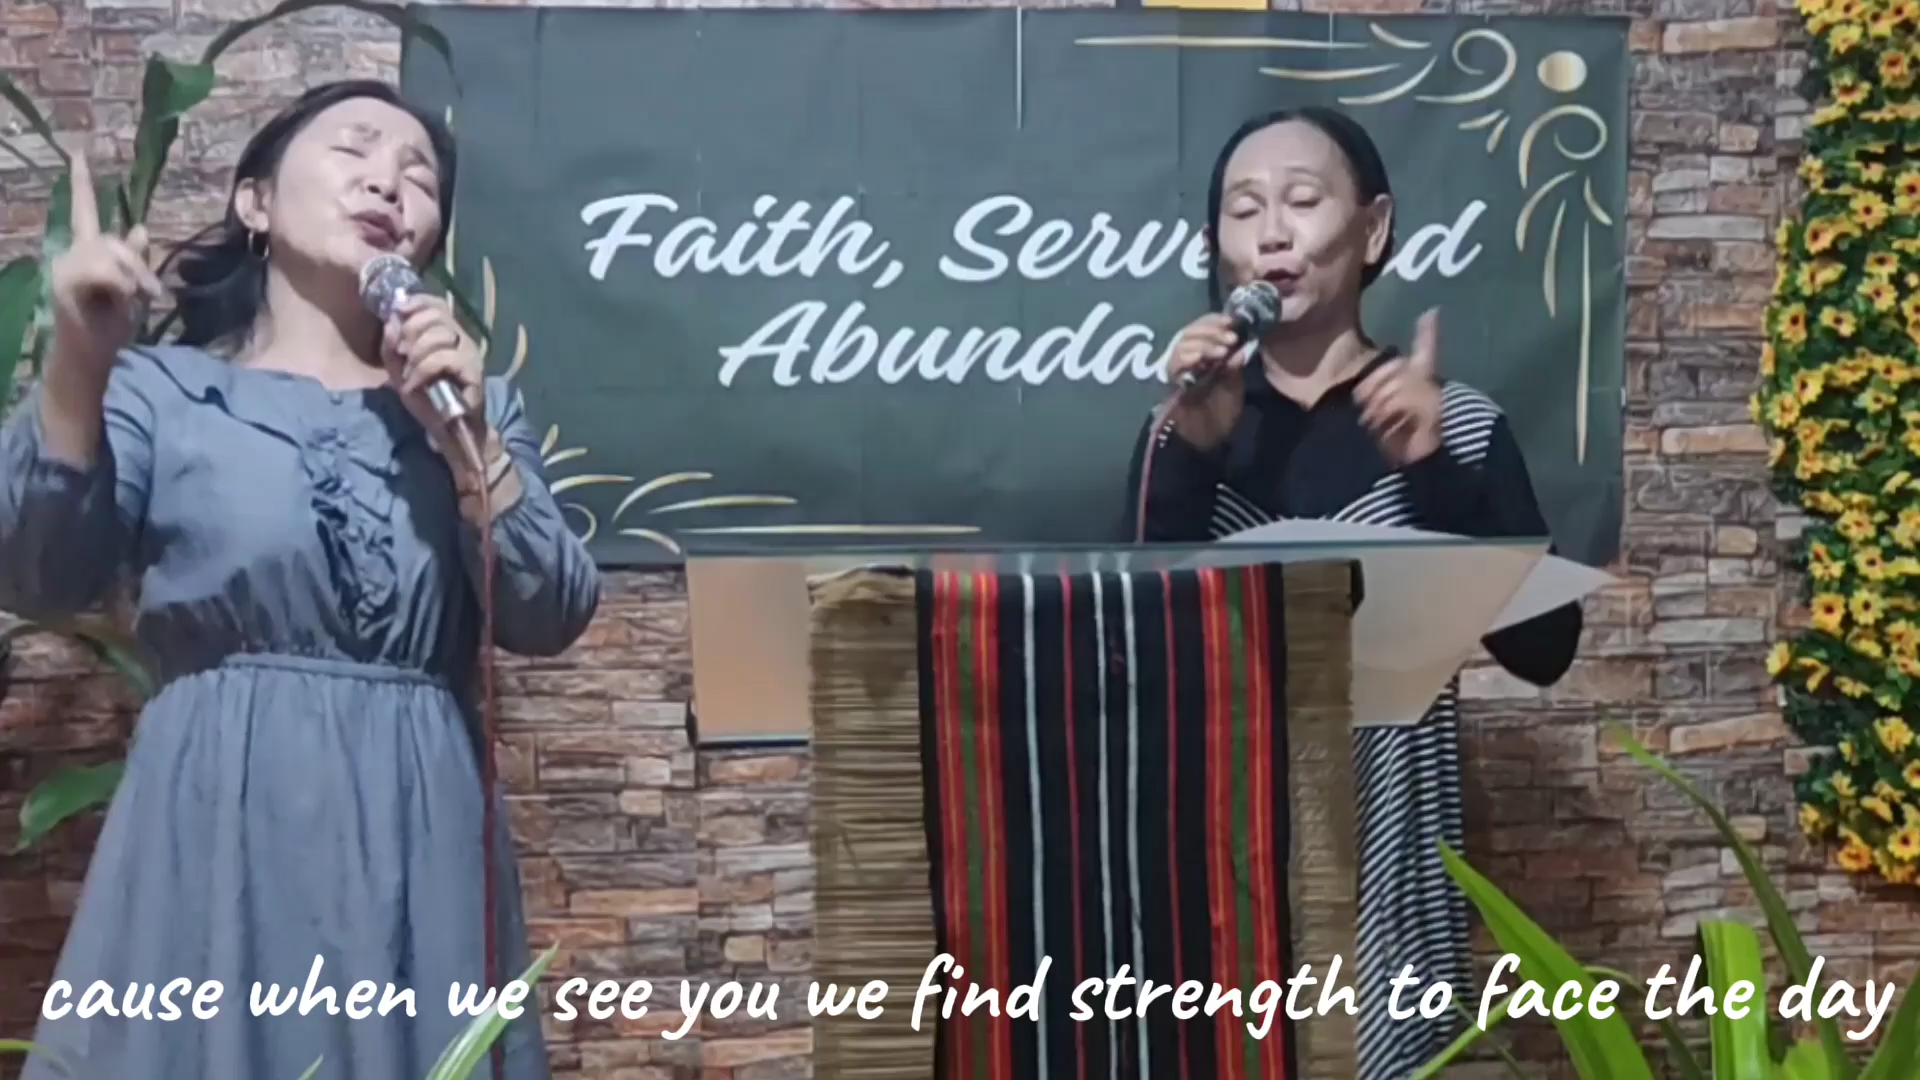 Faith, Serve
Abunda
cause when we see you we find strength to face the day